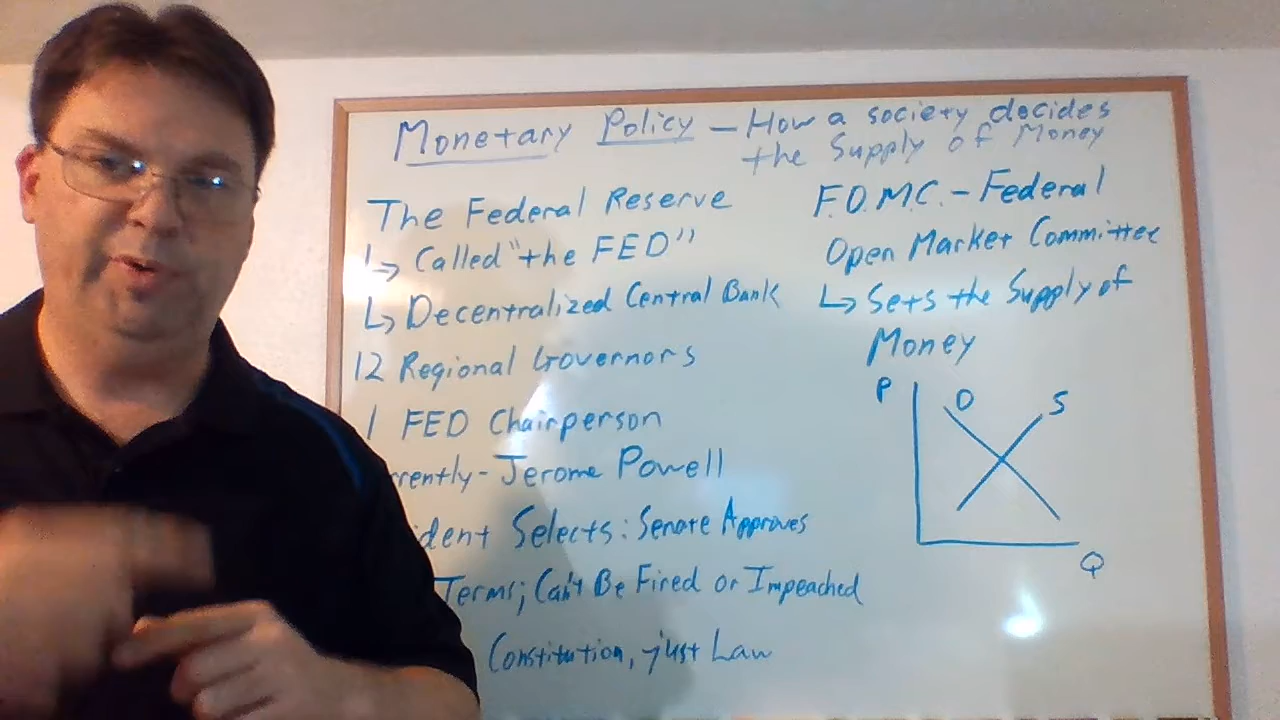 Monetary Policy - How a society decides
the Supply of Money
The Federal Reserve
↳ Called "the FED"
↳ Decentralized Central Bank
12 Regional Governors
1 FED Chairperson
rrently - Jerome Powell
ident Selects: Senate Approves
Terms; Can't Be Fired or Impeached
Constitution, just Law
F.O.M.C. - Federal
Open Market Committee
↳ Sets the Supply of
Money
P
D
S
Q